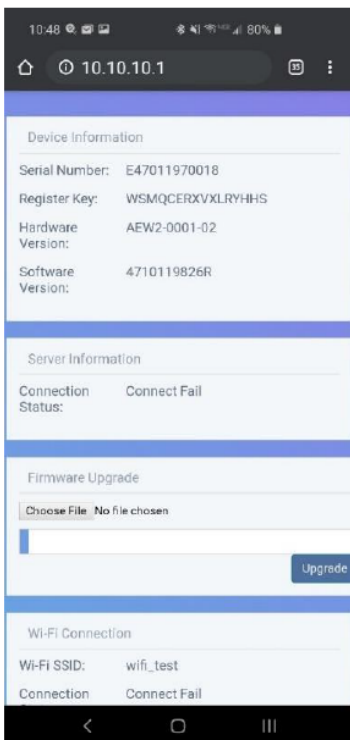 10:48 80%
10.10.10.1 35
Device Information
Serial Number: E47011970018
Register Key: WSMQCERXVXLRYHHS
Hardware Version: AEW2-0001-02
Software Version: 4710119826R
Server Information
Connection Status: Connect Fail
Firmware Upgrade
Choose File No file chosen
Upgrade
Wi-Fi Connection
Wi-Fi SSID: wifi_test
Connection Connect Fail